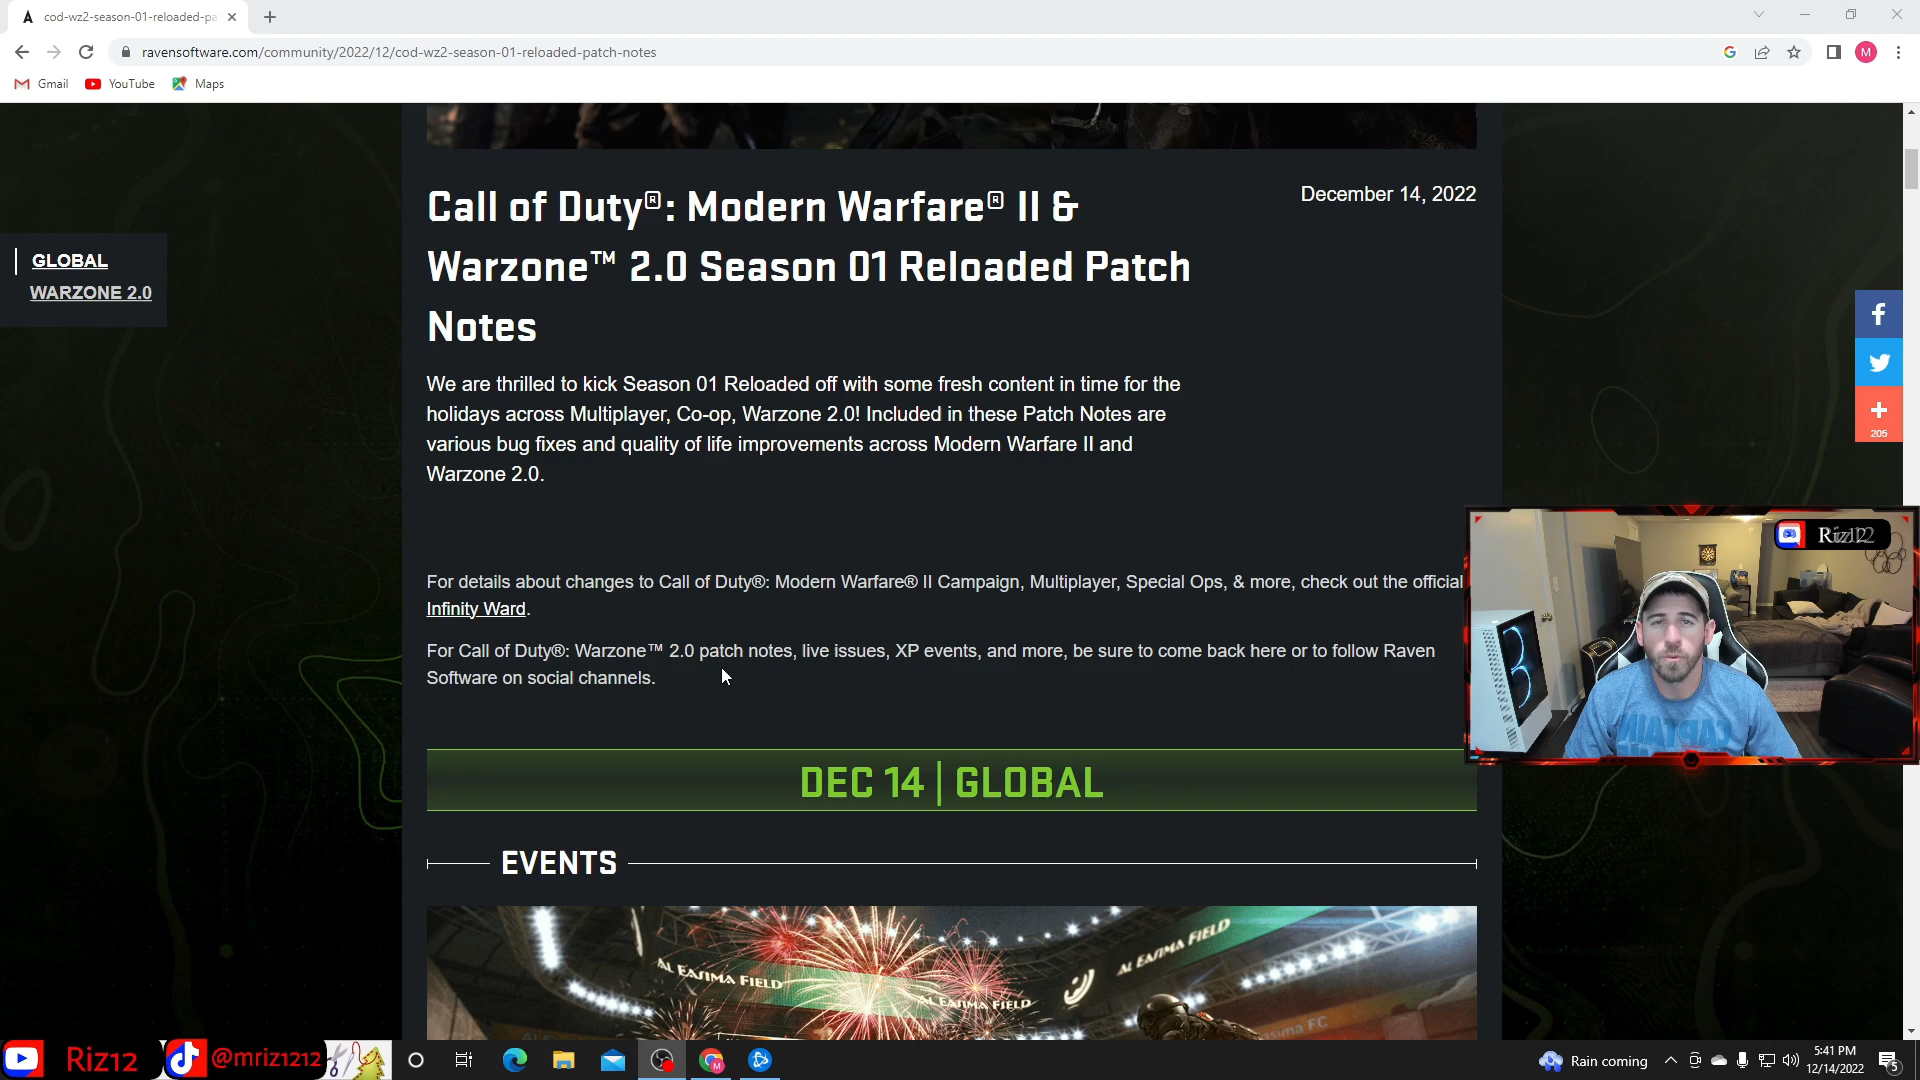 cod-wz2-season-01-reloaded-pa
ravensoftware.com/community/2022/12/cod-wz2-season-01-reloaded-patch-notes
M
Gmail YouTube Maps
Call of Duty®: Modern Warfare® II &
Warzone™ 2.0 Season 01 Reloaded Patch
Notes
December 14, 2022
GLOBAL
WARZONE 2.0
We are thrilled to kick Season 01 Reloaded off with some fresh content in time for the
holidays across Multiplayer, Co-op, Warzone 2.0! Included in these Patch Notes are
various bug fixes and quality of life improvements across Modern Warfare II and
Warzone 2.0.
205
For details about changes to Call of Duty®: Modern Warfare® II Campaign, Multiplayer, Special Ops, & more, check out the official
Infinity Ward.
For Call of Duty®: Warzone™ 2.0 patch notes, live issues, XP events, and more, be sure to come back here or to follow Raven
Software on social channels.
DEC 14 | GLOBAL
EVENTS
AL EASIMA FIELD
AL EASIMA FIELD
AL EASIMA FIELD
Riz12
@mriz1212
M
Rain coming
5:41 PM
12/14/2022
5